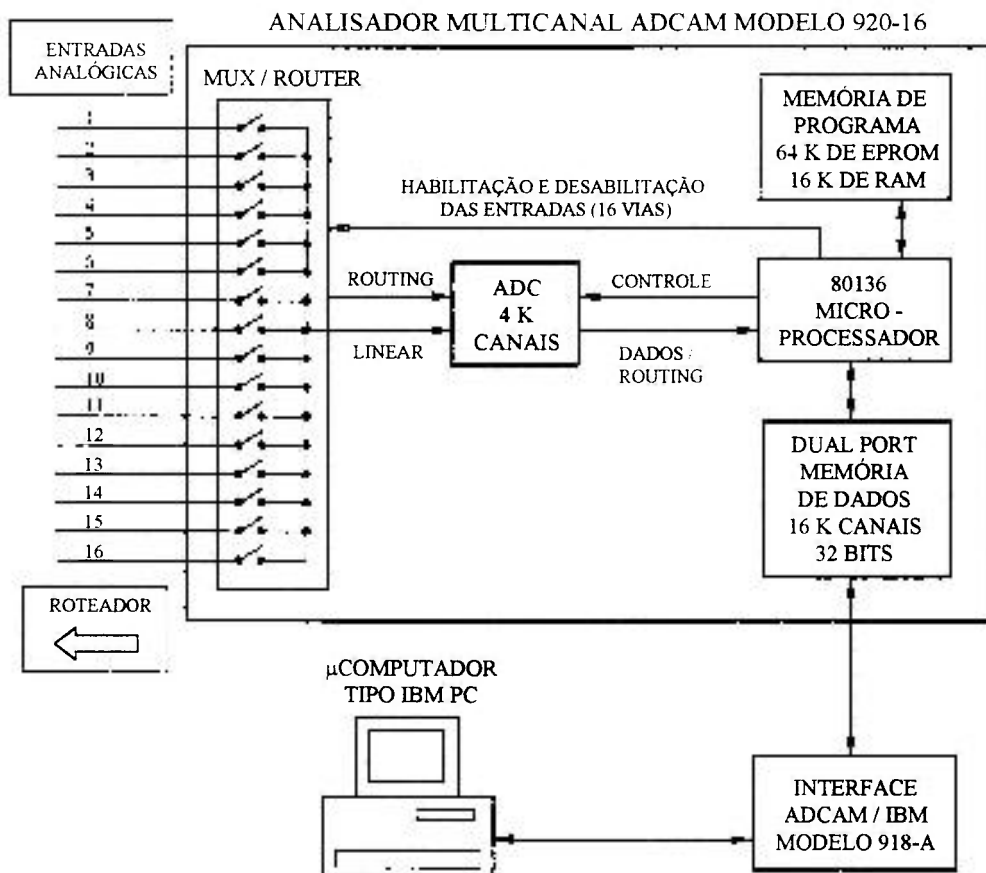 ANALISADOR MULTICANAL ADCAM MODELO 920-16
ENTRADAS
ANALÓGICAS
MUX / ROUTER
1
2
3
4
5
6
7
8
9
10
11
12
13
14
15
16
ROTEADOR
HABILITAÇÃO E DESABILITAÇÃO
DAS ENTRADAS (16 VIAS)
ROUTING
LINEAR
ADC
4 K
CANAIS
CONTROLE
DADOS /
ROUTING
MEMÓRIA DE
PROGRAMA
64 K DE EPROM
16 K DE RAM
80136
MICRO -
PROCESSADOR
DUAL PORT
MEMÓRIA
DE DADOS
16 K CANAIS
32 BITS
µCOMPUTADOR
TIPO IBM PC
INTERFACE
ADCAM / IBM
MODELO 918-A